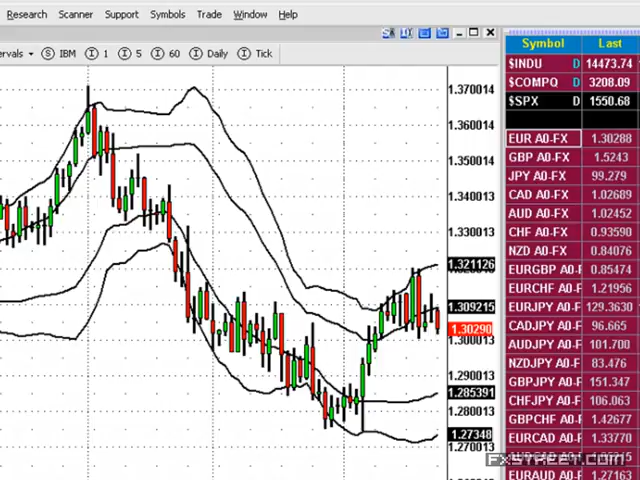 Research Scanner Support Symbols Trade Window Help
ervals S IBM I 1 I 5 I 60 I Daily I Tick
Symbol Last
$INDU D 14473.74
$COMPQ D 3208.09
$SPX D 1550.68
EUR A0-FX 1.30288
GBP A0-FX 1.5243
JPY A0-FX 99.279
CAD A0-FX 1.02689
AUD A0-FX 1.02452
CHF A0-FX 0.93590
NZD A0-FX 0.84076
EURGBP A0-F 0.85474
EURCHF A0-F 1.21956
EURJPY A0-F 129.3630
CADJPY A0-F 96.665
AUDJPY A0-F 101.700
NZDJPY A0-F 83.476
GBPJPY A0-F 151.347
CHFJPY A0-F 106.063
GBPCHF A0-F 1.42677
EURCAD A0-F 1.33770
EURAUD A0-F 1.27163
1.370014
1.360014
1.350014
1.340013
1.330013
1.321126
1.309215
1.30290
1.300013
1.290013
1.285391
1.280013
1.27348
1.270013
FXSTREET.COM